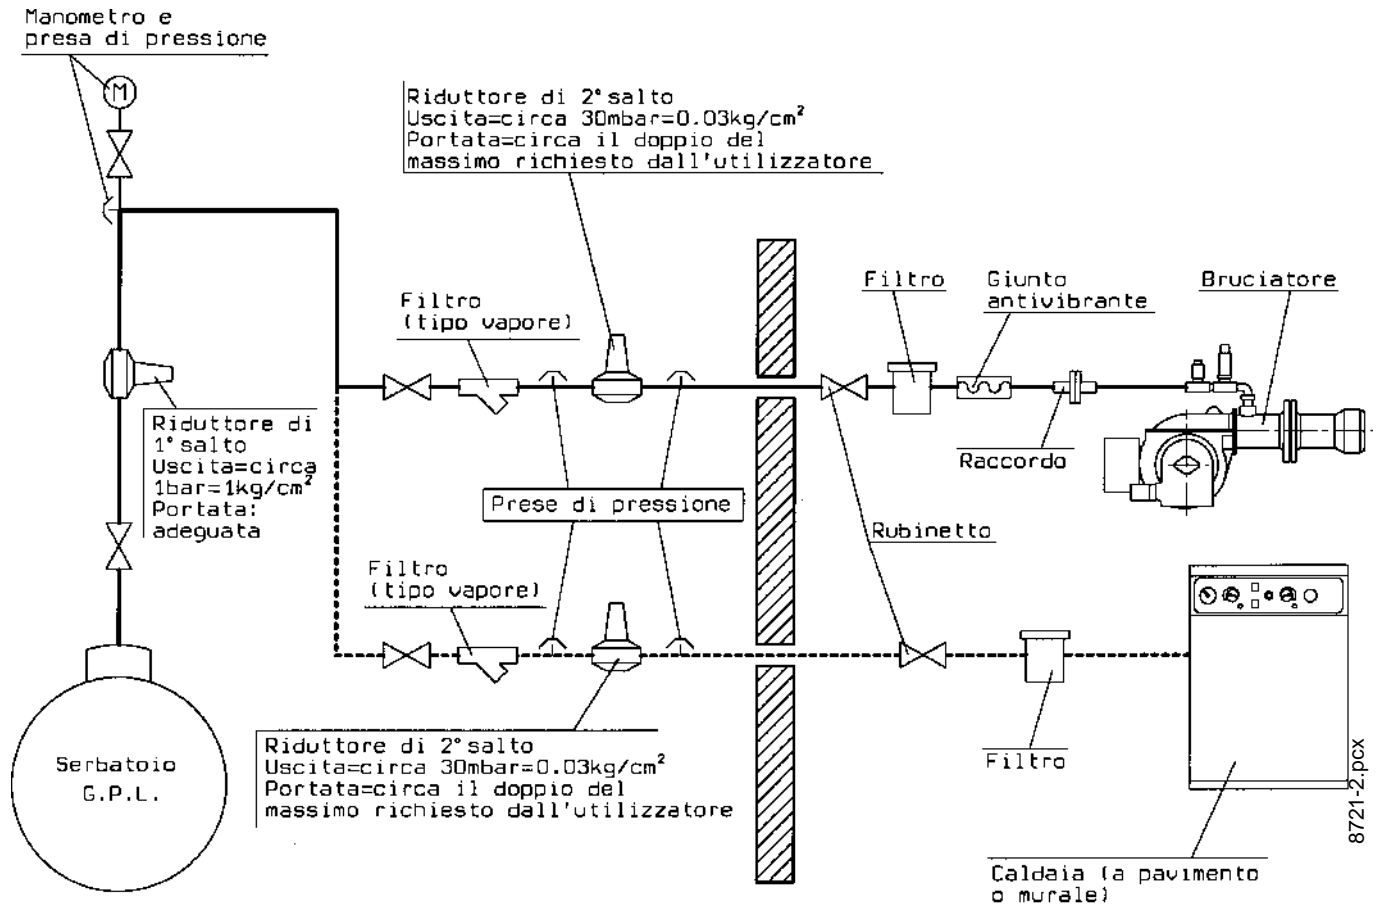 Manometro e
presa di pressione
M
Riduttore di 2° salto
Uscita=circa 30mbar=0.03kg/cm²
Portata=circa il doppio del
massimo richiesto dall'utilizzatore
Filtro
(tipo vapore)
Filtro
Giunto
antivibrante
Bruciatore
Riduttore di
1° salto
Uscita=circa
1bar=1kg/cm²
Portata:
adeguata
Raccordo
Prese di pressione
Rubinetto
Filtro
(tipo vapore)
Serbatoio
G.P.L.
Riduttore di 2° salto
Uscita=circa 30mbar=0.03kg/cm²
Portata=circa il doppio del
massimo richiesto dall'utilizzatore
Filtro
Caldaia (a pavimento
o murale)
8721-2.pcx